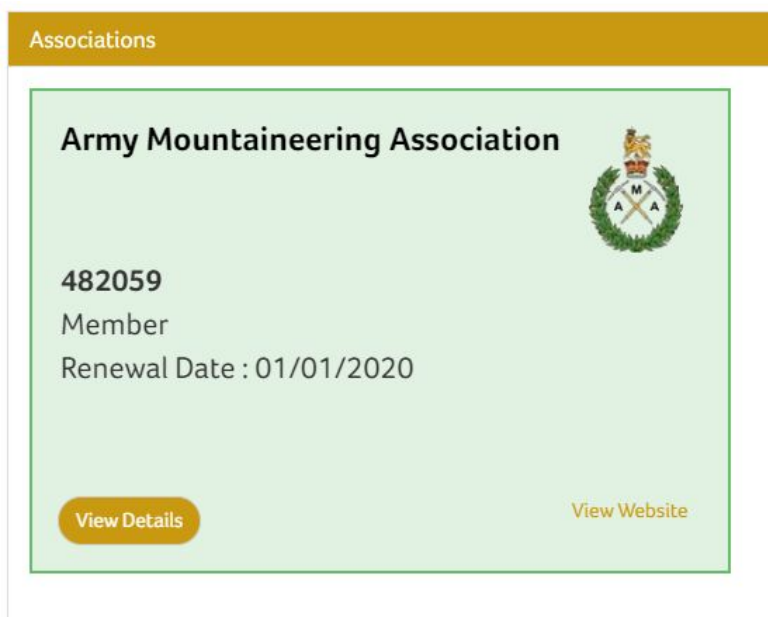 Associations
Army Mountaineering Association
M
A A
482059
Member
Renewal Date : 01/01/2020
View Details
View Website